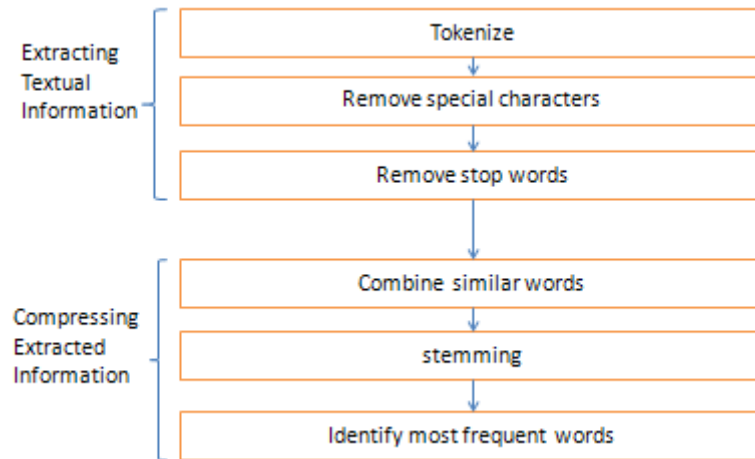 Extracting
Textual
Information
Tokenize
Remove special characters
Remove stop words
Compressing
Extracted
Information
Combine similar words
stemming
Identify most frequent words